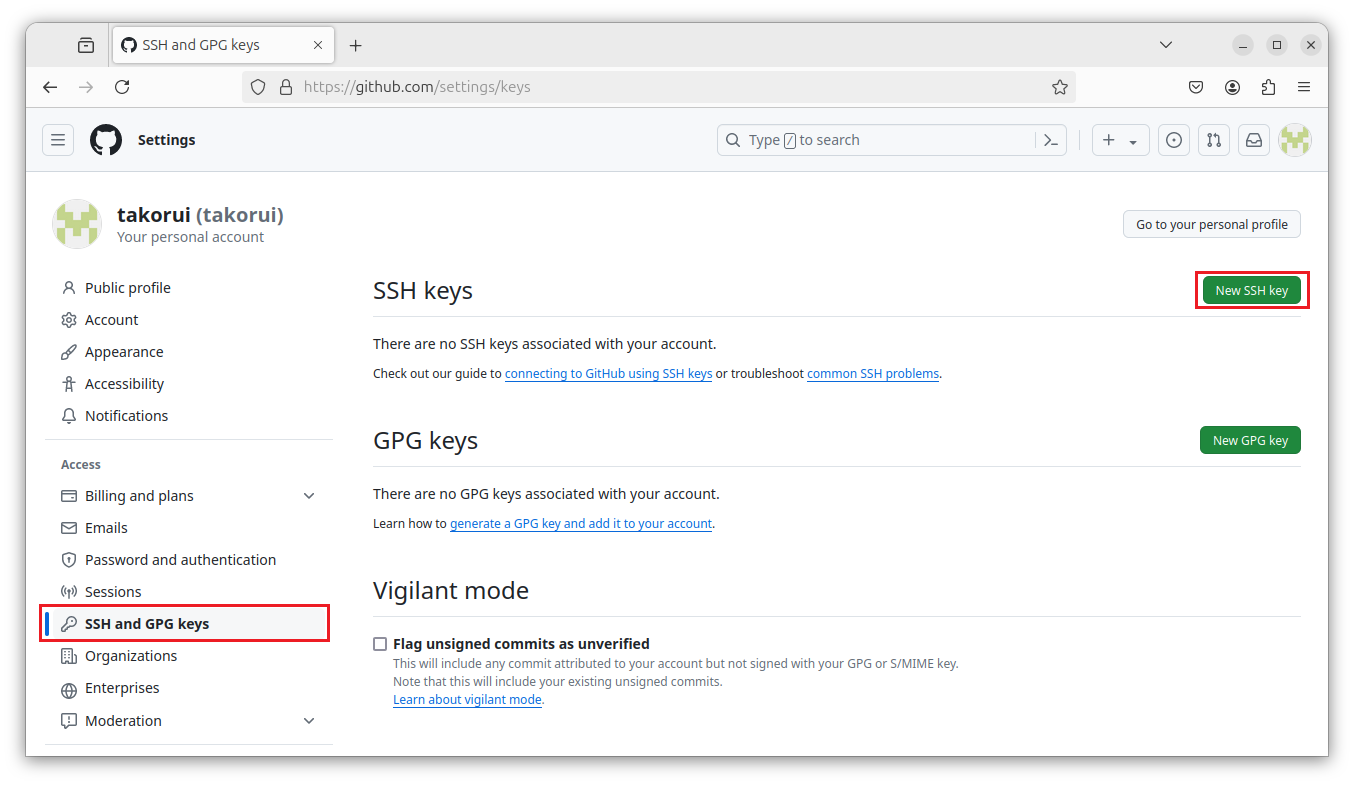 SSH and GPG keys
https://github.com/settings/keys
Settings
Type / to search
takorui (takorui)
Your personal account
Go to your personal profile
Public profile
Account
Appearance
Accessibility
Notifications
Access
Billing and plans
Emails
Password and authentication
Sessions
SSH and GPG keys
Organizations
Enterprises
Moderation
SSH keys
New SSH key
There are no SSH keys associated with your account.
Check out our guide to connecting to GitHub using SSH keys or troubleshoot common SSH problems.
GPG keys
New GPG key
There are no GPG keys associated with your account.
Learn how to generate a GPG key and add it to your account.
Vigilant mode
Flag unsigned commits as unverified
This will include any commit attributed to your account but not signed with your GPG or S/MIME key.
Note that this will include your existing unsigned commits.
Learn about vigilant mode.